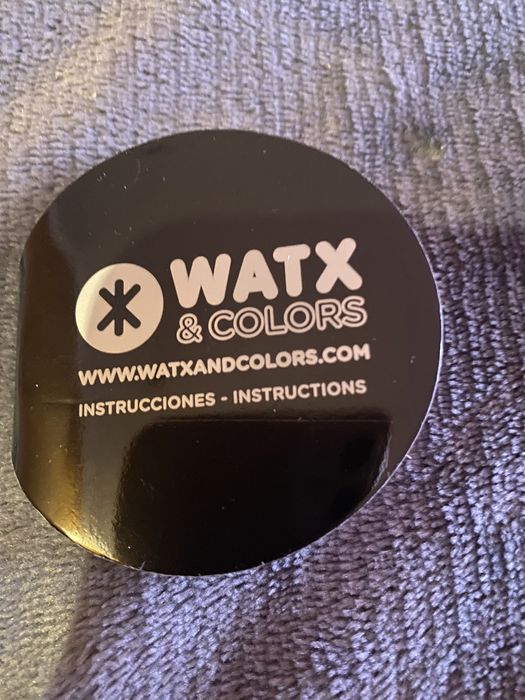 WATX
& COLORS
WWW.WATXANDCOLORS.COM
INSTRUCCIONES - INSTRUCTIONS